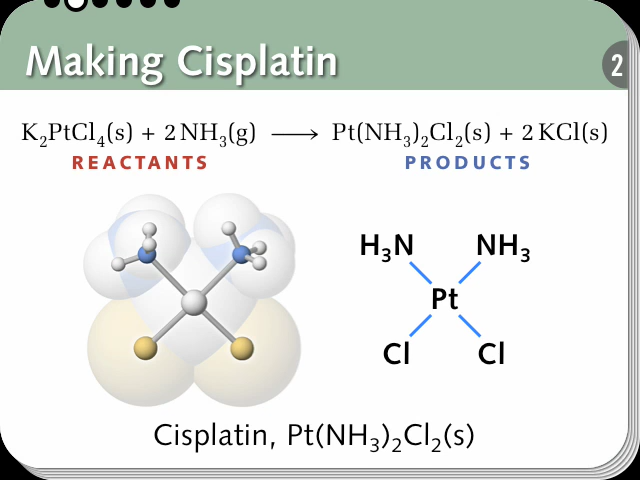 Making Cisplatin
2
K₂PtCl₄(s) + 2 NH₃(g) ⟶ Pt(NH₃)₂Cl₂(s) + 2 KCl(s)
REACTANTS PRODUCTS
H₃N NH₃
Pt
Cl Cl
Cisplatin, Pt(NH₃)₂Cl₂(s)